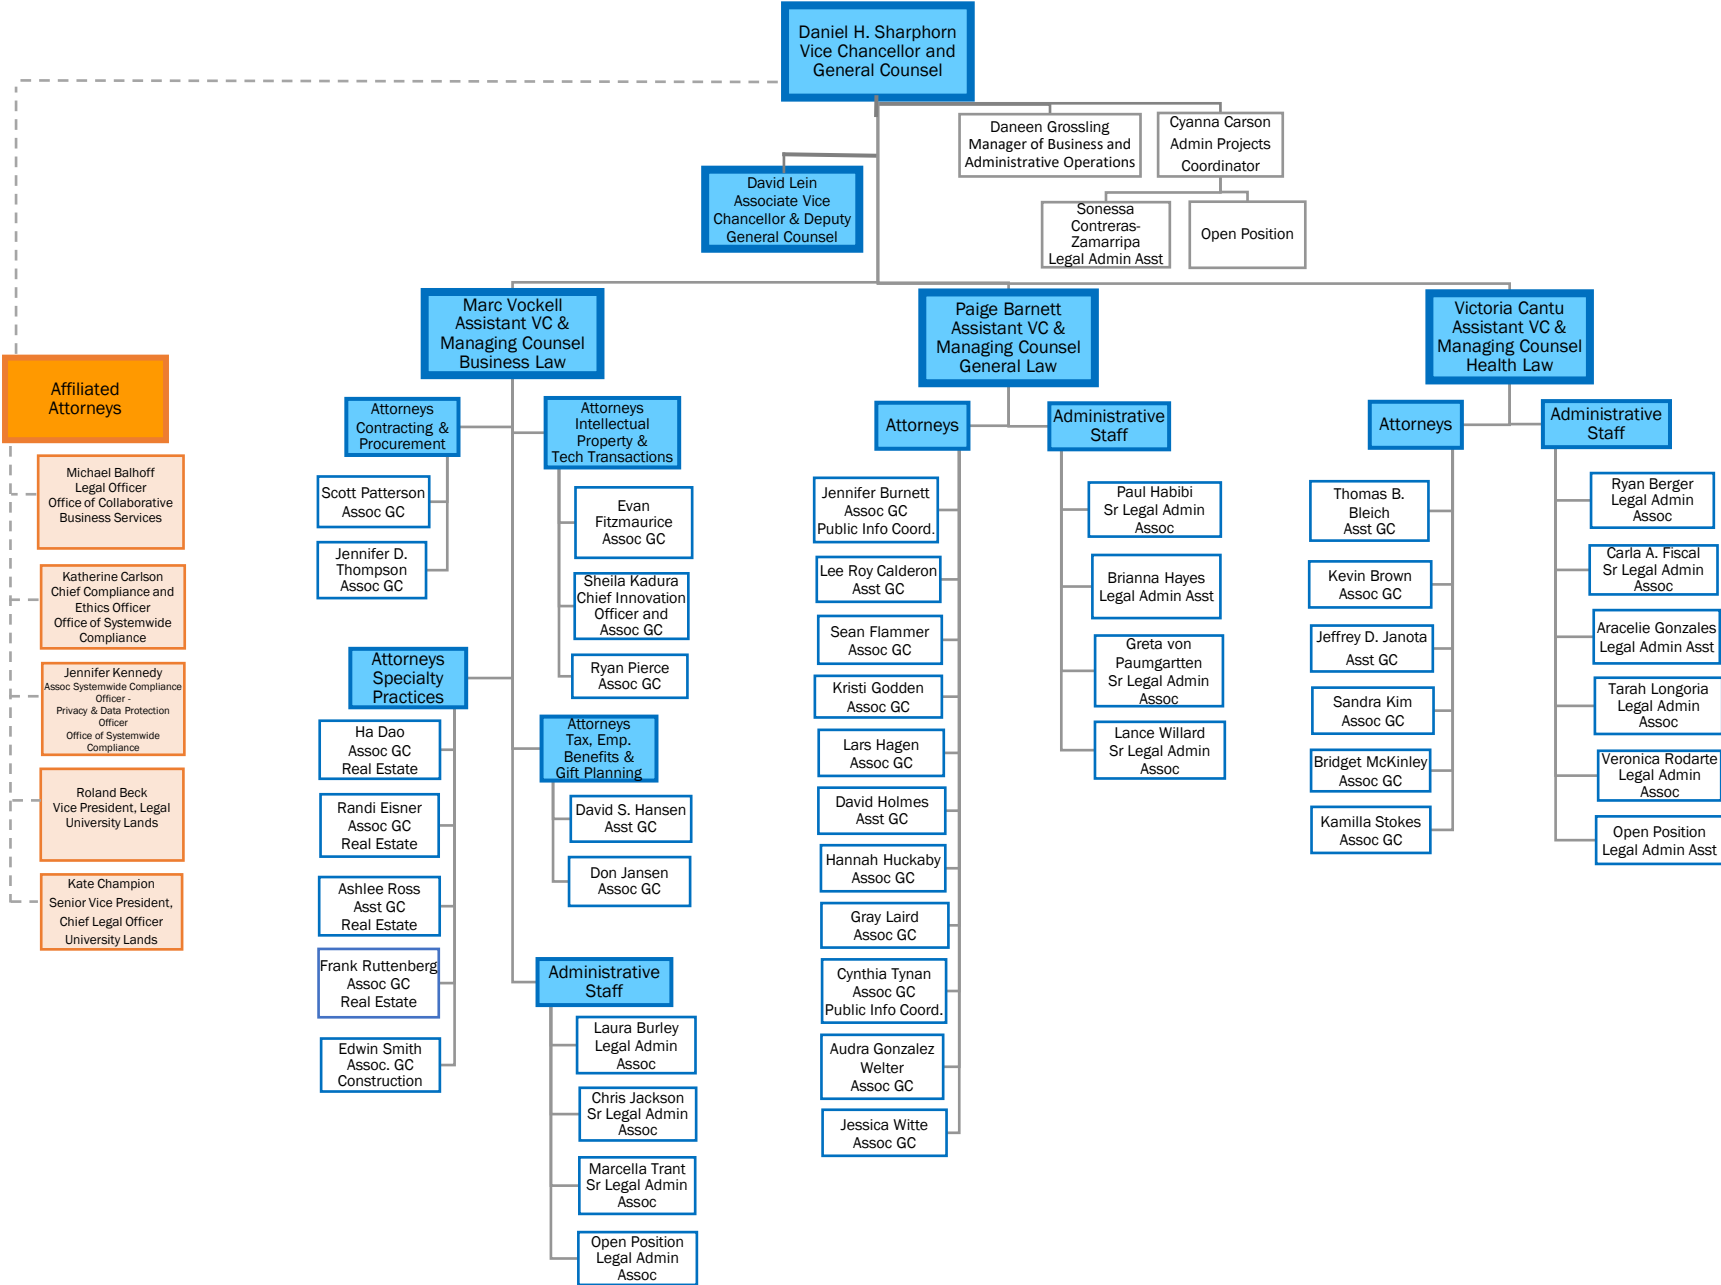 Daniel H. Sharphorn
Vice Chancellor and
General Counsel
Daneen Grossling
Manager of Business and
Administrative Operations
Cyanna Carson
Admin Projects
Coordinator
David Lein
Associate Vice
Chancellor & Deputy
General Counsel
Sonessa
Contreras-
Zamarripa
Legal Admin Asst
Open Position
Marc Vockell
Assistant VC &
Managing Counsel
Business Law
Paige Barnett
Assistant VC &
Managing Counsel
General Law
Victoria Cantu
Assistant VC &
Managing Counsel
Health Law
Affiliated
Attorneys
Michael Balhoff
Legal Officer
Office of Collaborative
Business Services
Katherine Carlson
Chief Compliance and
Ethics Officer
Office of Systemwide
Compliance
Jennifer Kennedy
Assoc Systemwide Compliance
Officer -
Privacy & Data Protection
Officer
Office of Systemwide
Compliance
Roland Beck
Vice President, Legal
University Lands
Kate Champion
Senior Vice President,
Chief Legal Officer
University Lands
Attorneys
Contracting &
Procurement
Scott Patterson
Assoc GC
Jennifer D.
Thompson
Assoc GC
Attorneys
Specialty
Practices
Ha Dao
Assoc GC
Real Estate
Randi Eisner
Assoc GC
Real Estate
Ashlee Ross
Asst GC
Real Estate
Frank Ruttenberg
Assoc GC
Real Estate
Edwin Smith
Assoc. GC
Construction
Attorneys
Intellectual
Property &
Tech Transactions
Evan
Fitzmaurice
Assoc GC
Sheila Kadura
Chief Innovation
Officer and
Assoc GC
Ryan Pierce
Assoc GC
Attorneys
Tax, Emp.
Benefits &
Gift Planning
David S. Hansen
Asst GC
Don Jansen
Assoc GC
Administrative
Staff
Laura Burley
Legal Admin
Assoc
Chris Jackson
Sr Legal Admin
Assoc
Marcella Trant
Sr Legal Admin
Assoc
Open Position
Legal Admin
Assoc
Attorneys
Jennifer Burnett
Assoc GC
Public Info Coord.
Lee Roy Calderon
Asst GC
Sean Flammer
Assoc GC
Kristi Godden
Assoc GC
Lars Hagen
Assoc GC
David Holmes
Asst GC
Hannah Huckaby
Assoc GC
Gray Laird
Assoc GC
Cynthia Tynan
Assoc GC
Public Info Coord.
Audra Gonzalez
Welter
Assoc GC
Jessica Witte
Assoc GC
Administrative
Staff
Paul Habibi
Sr Legal Admin
Assoc
Brianna Hayes
Legal Admin Asst
Greta von
Paumgartten
Sr Legal Admin
Assoc
Lance Willard
Sr Legal Admin
Assoc
Attorneys
Thomas B.
Bleich
Asst GC
Kevin Brown
Assoc GC
Jeffrey D. Janota
Asst GC
Sandra Kim
Assoc GC
Bridget McKinley
Assoc GC
Kamilla Stokes
Assoc GC
Administrative
Staff
Ryan Berger
Legal Admin
Assoc
Carla A. Fiscal
Sr Legal Admin
Assoc
Aracelie Gonzales
Legal Admin Asst
Tarah Longoria
Legal Admin
Assoc
Veronica Rodarte
Legal Admin
Assoc
Open Position
Legal Admin Asst